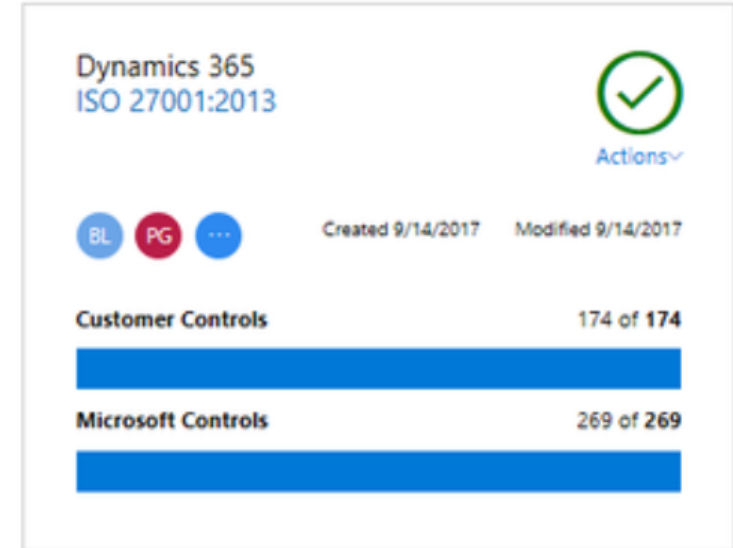 Dynamics 365
ISO 27001:2013
Actions
BL PG ... Created 9/14/2017 Modified 9/14/2017
Customer Controls 174 of 174
Microsoft Controls 269 of 269